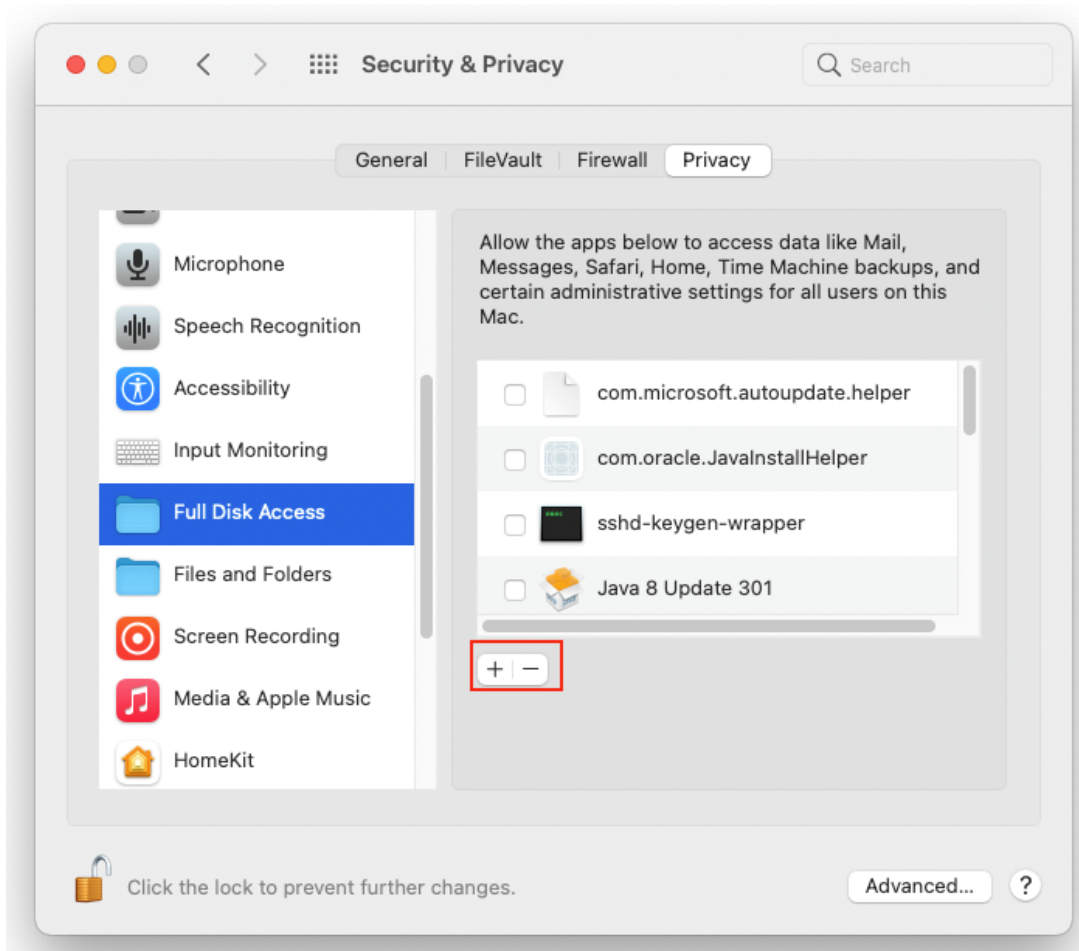 Security & Privacy
Search
General
FileVault
Firewall
Privacy
Microphone
Speech Recognition
Accessibility
Input Monitoring
Full Disk Access
Files and Folders
Screen Recording
Media & Apple Music
HomeKit
Allow the apps below to access data like Mail,
Messages, Safari, Home, Time Machine backups, and
certain administrative settings for all users on this
Mac.
com.microsoft.autoupdate.helper
com.oracle.JavaInstallHelper
sshd-keygen-wrapper
Java 8 Update 301
+ −
Click the lock to prevent further changes.
Advanced...
?